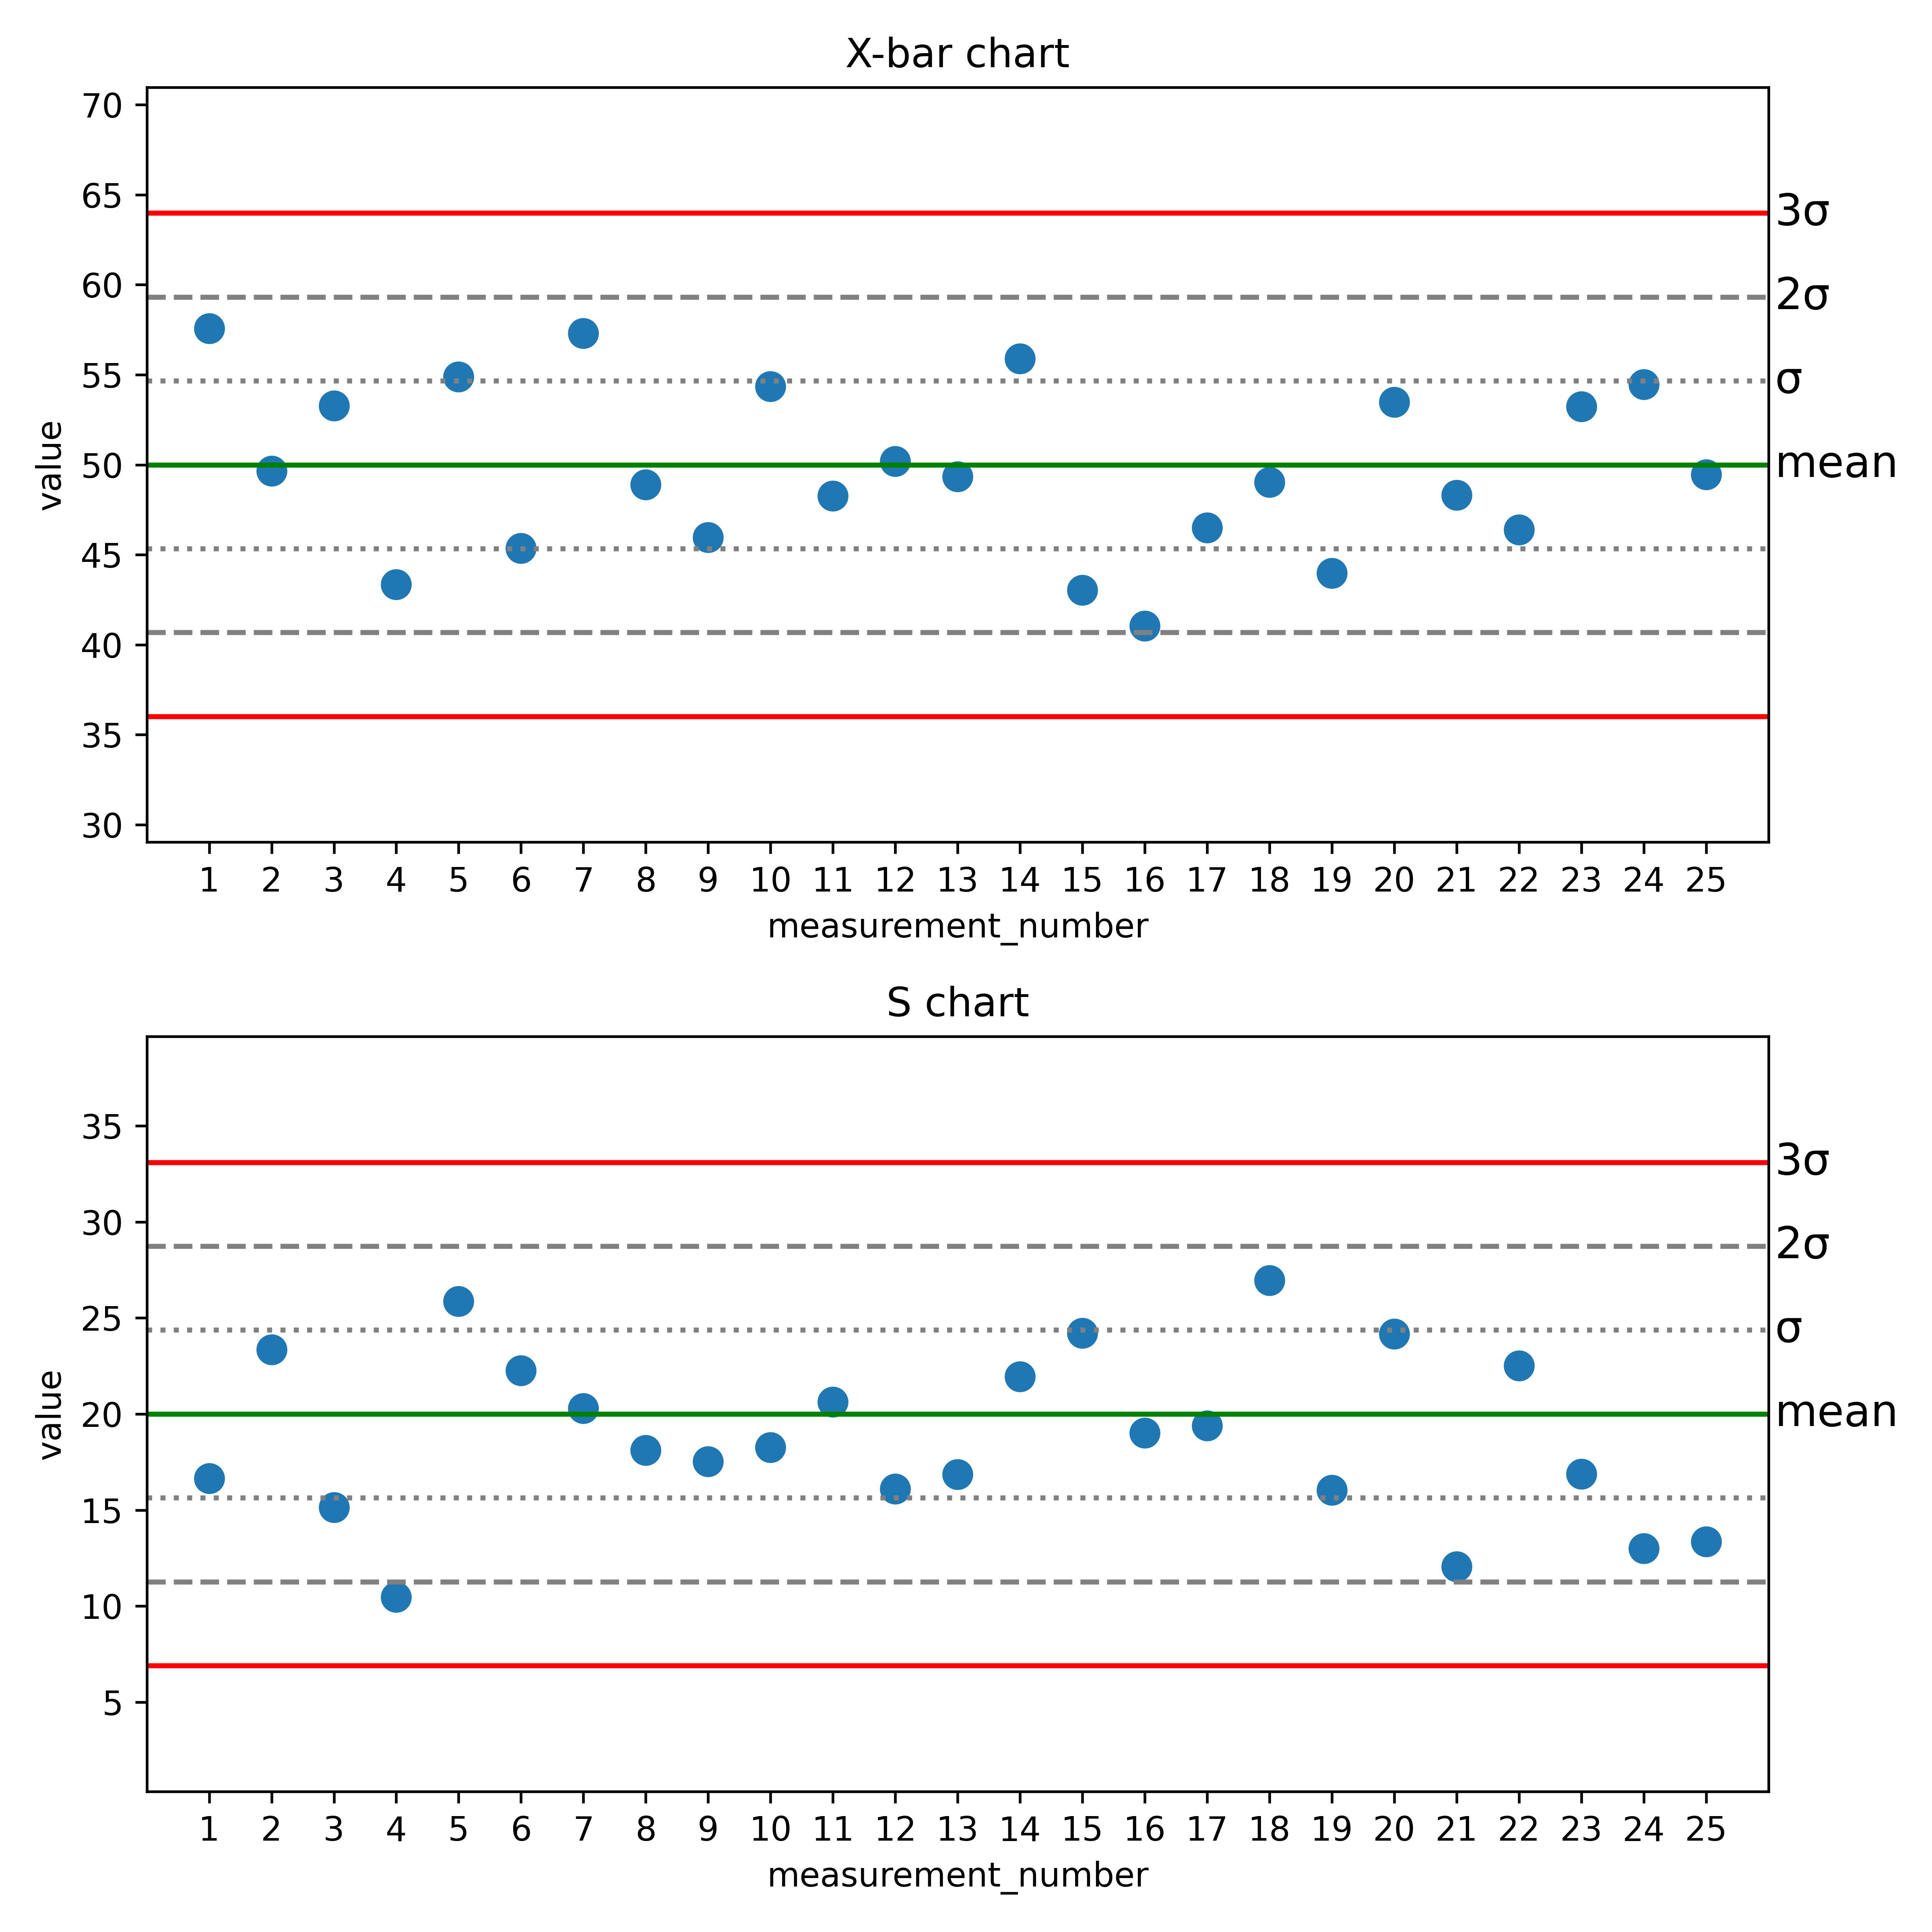 X-bar chart
70
65
3σ
60
2σ
55
σ
value
50
mean
45
40
35
30
1 2 3 4 5 6 7 8 9 10 11 12 13 14 15 16 17 18 19 20 21 22 23 24 25
measurement_number
S chart
35
3σ
30
2σ
25
σ
value
20
mean
15
10
5
1 2 3 4 5 6 7 8 9 10 11 12 13 14 15 16 17 18 19 20 21 22 23 24 25
measurement_number